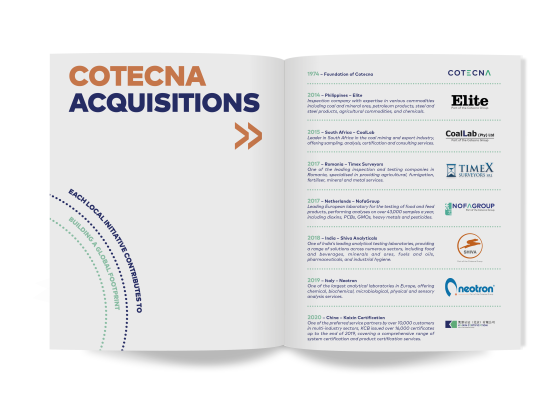 COTECNA
ACQUISITIONS
EACH LOCAL INITIATIVE CONTRIBUTES TO
BUILDING A GLOBAL FOOTPRINT
1974 – Foundation of Cotecna
COTECNA
2014 – Philippines – Elite
Inspection company with expertise in various commodities
including coal and mineral ores, petroleum products, steel and
steel products, agricultural commodities, and chemicals.
Elite
Part of the Cotecna Group
2015 – South Africa – CoalLab
Leader in South Africa in the coal mining and export industry,
offering sampling, analysis, certification and consulting services.
CoalLab (Pty) Ltd
Part of the Cotecna Group
2017 – Romania – Timex Surveyors
One of the leading inspection and testing companies in
Romania, specialised in providing agricultural, fumigation,
fertiliser, mineral and metal services.
TIMEX
SURVEYORS
2017 – Netherlands – NofaGroup
Leading European laboratory for the testing of food and feed
products, performing analyses on over 43,000 samples a year,
including dioxins, PCBs, GMOs, heavy metals and pesticides.
NOFAGROUP
2018 – India – Shiva Analyticals
One of India's leading analytical testing laboratories, providing
a range of solutions across numerous sectors, including food
and beverages, minerals and ores, fuels and oils,
pharmaceuticals, and industrial hygiene.
SHIVA
2019 – Italy – Neotron
One of the largest analytical laboratories in Europe, offering
chemical, biochemical, microbiological, physical and sensory
analysis services.
neotron
2020 – China – Kaixin Certification
One of the preferred service partners by over 10,000 customers
in multi-industry sectors. KCB issued over 16,000 certificates
up to the end of 2019, covering a comprehensive range of
system certification and product certification services.